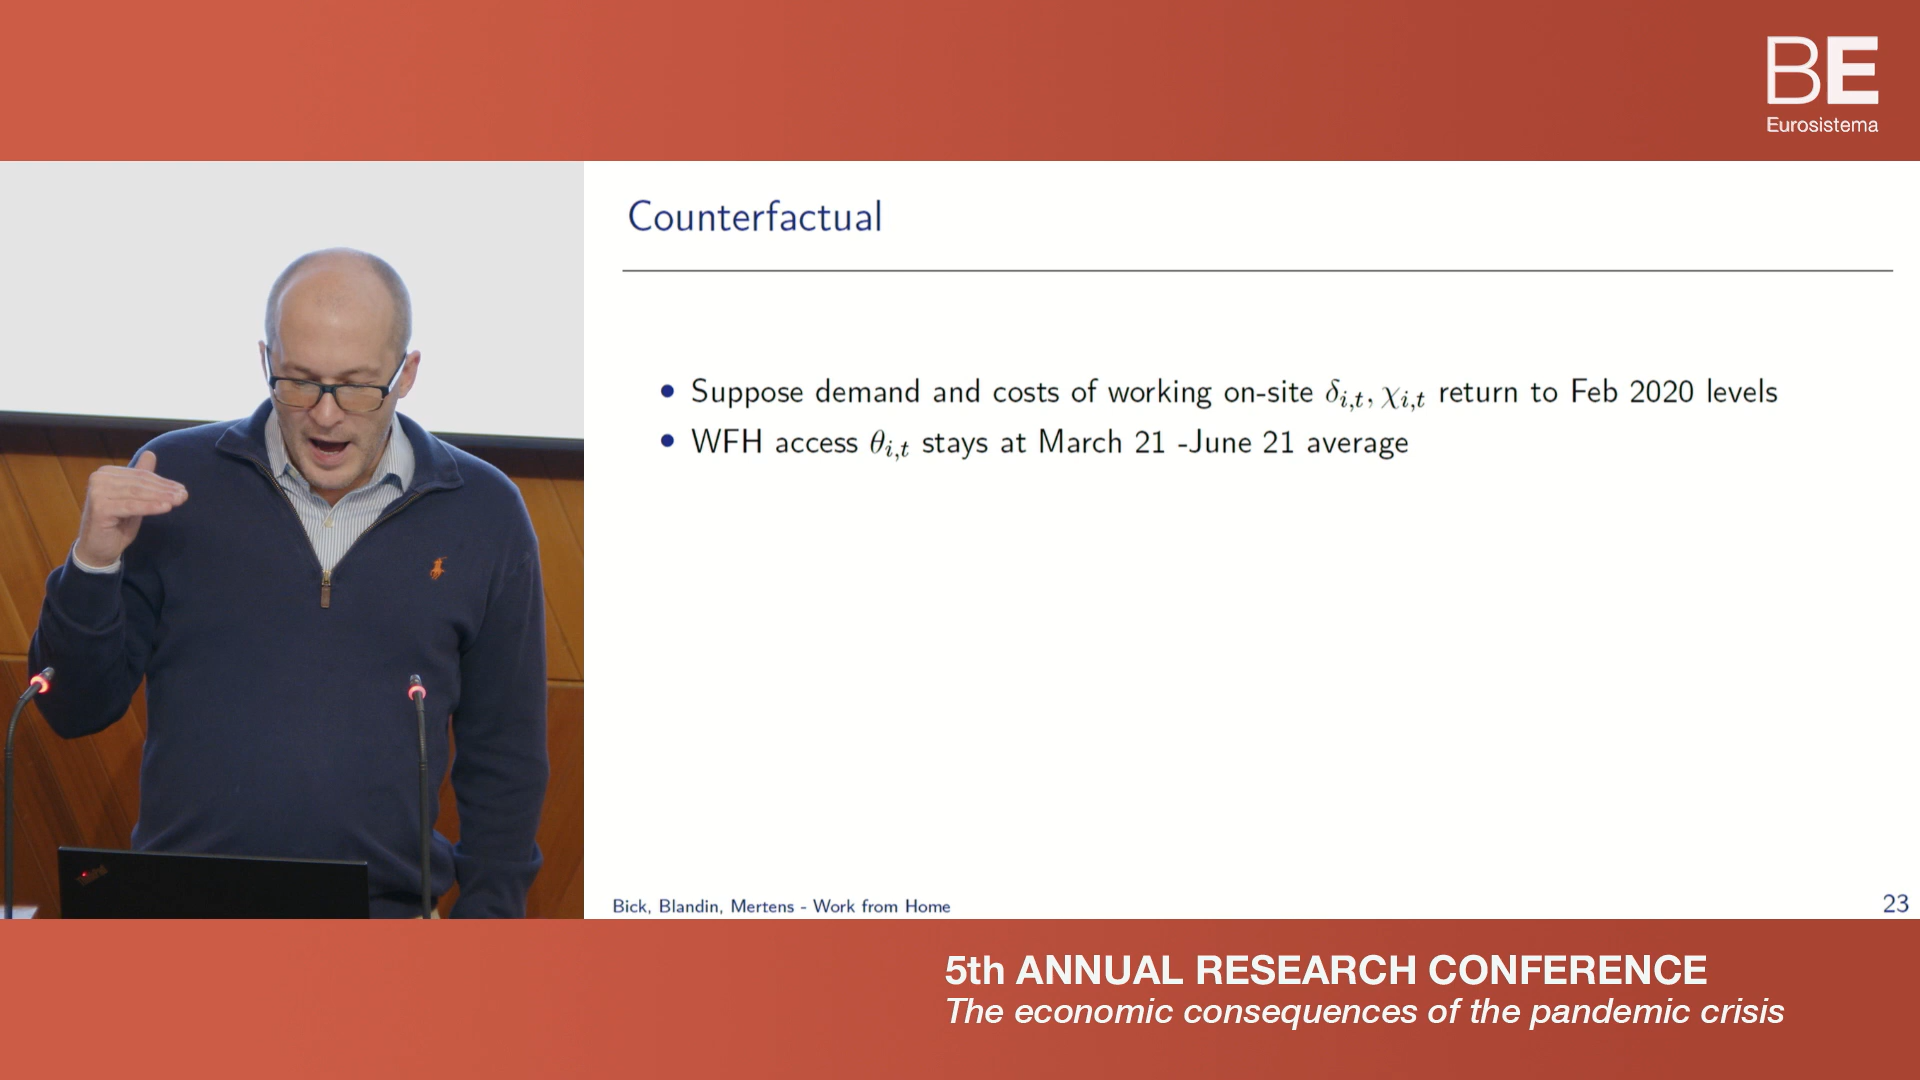 BE
Eurosistema
Counterfactual
• Suppose demand and costs of working on-site δi,t, χi,t return to Feb 2020 levels
• WFH access θi,t stays at March 21 -June 21 average
Bick, Blandin, Mertens - Work from Home
23
5th ANNUAL RESEARCH CONFERENCE
The economic consequences of the pandemic crisis